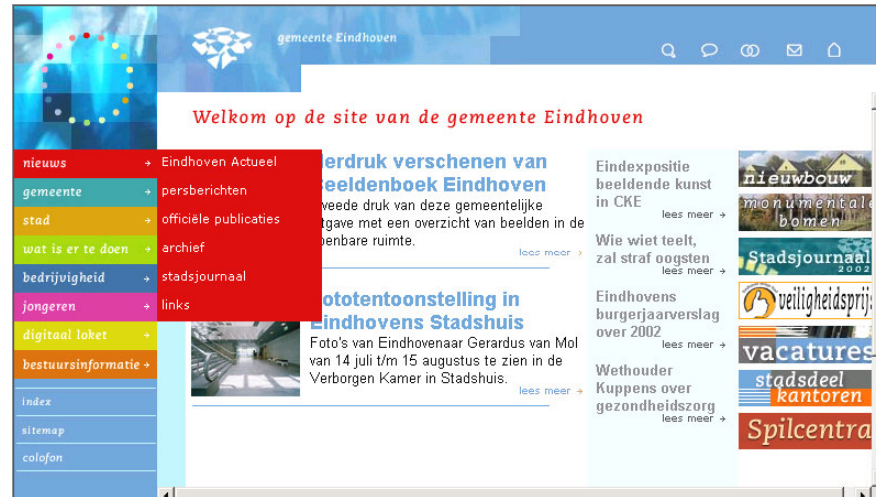 gemeente Eindhoven
Welkom op de site van de gemeente Eindhoven
nieuws →
gemeente →
stad →
wat is er te doen →
bedrijvigheid →
jongeren →
digitaal loket →
bestuursinformatie →
index
sitemap
colofon
Eindhoven Actueel
persberichten
officiële publicaties
archief
stadsjournaal
links
erdruk verschenen van
eeldenboek Eindhoven
weede druk van deze gemeentelijke
tgave met een overzicht van beelden in de
penbare ruimte.
lees meer →
ototentoonstelling in
Eindhovens Stadshuis
Foto's van Eindhovenaar Gerardus van Mol
van 14 juli t/m 15 augustus te zien in de
Verborgen Kamer in Stadshuis.
lees meer →
Eindexpositie
beeldende kunst
in CKE
lees meer →
Wie wiet teelt,
zal straf oogsten
lees meer →
Eindhovens
burgerjaarverslag
over 2002
lees meer →
Wethouder
Kuppens over
gezondheidszorg
lees meer →
nieuwbouw
monumentale
bomen
Stadsjournaal
2002
veiligheidsprij
vacatures
stadsdeel
kantoren
Spilcentra